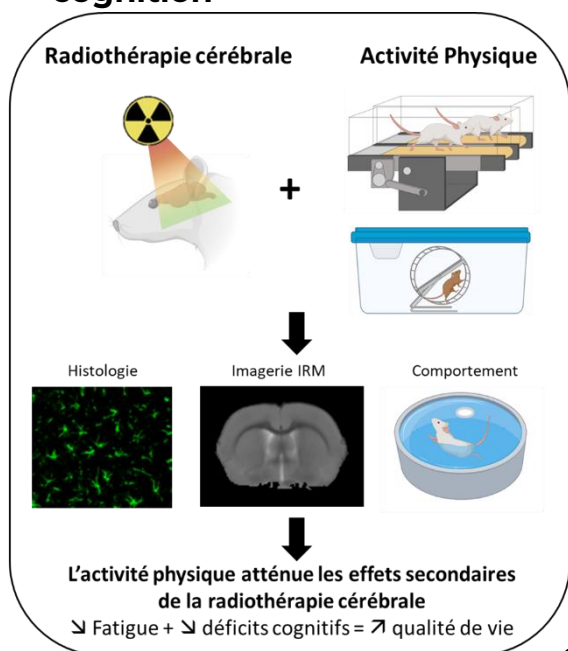 cognition
Radiothérapie cérébrale
Activité Physique
+
Histologie
Imagerie IRM
Comportement
L'activité physique atténue les effets secondaires
de la radiothérapie cérébrale
↘ Fatigue + ↘ déficits cognitifs = ↗ qualité de vie